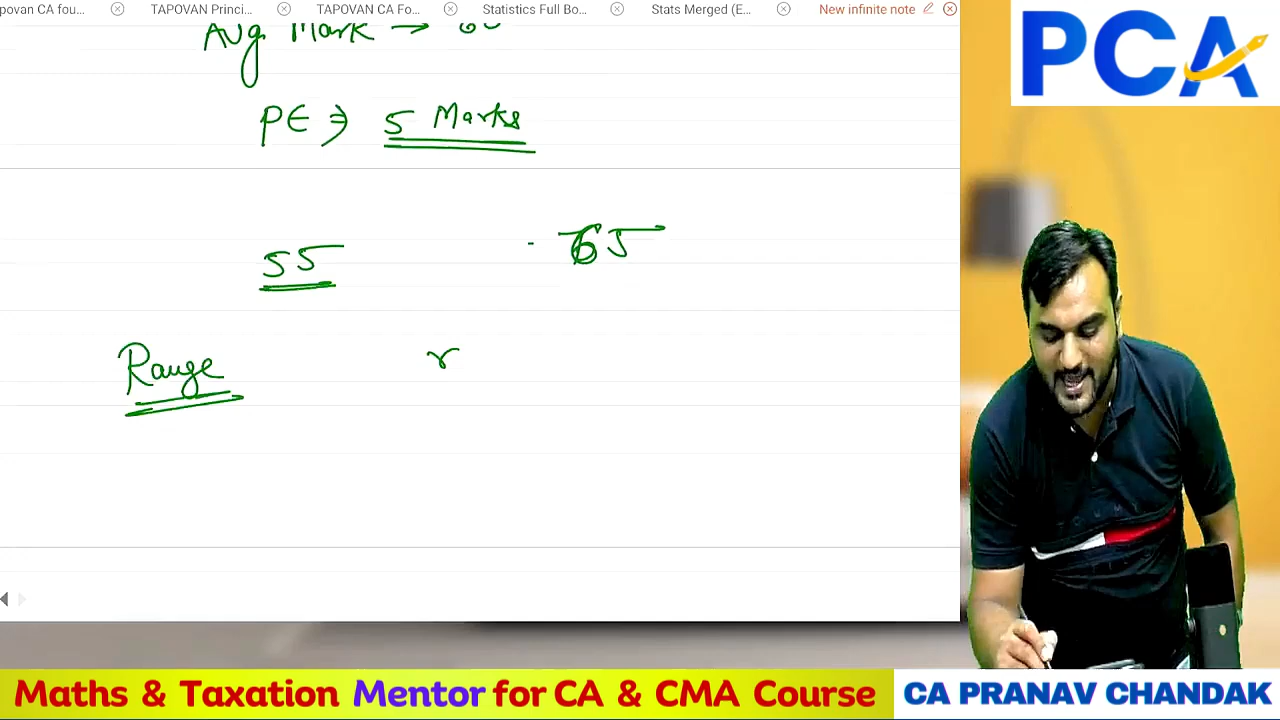 povan CA fou... TAPOVAN Princi... TAPOVAN CA Fo... Statistics Full Bo... Stats Merged (E... New infinite note
PCA
Avg. Mark → 60
PE ⇒ 5 Marks
55 65
Range r
Maths & Taxation Mentor for CA & CMA Course
CA PRANAV CHANDAK